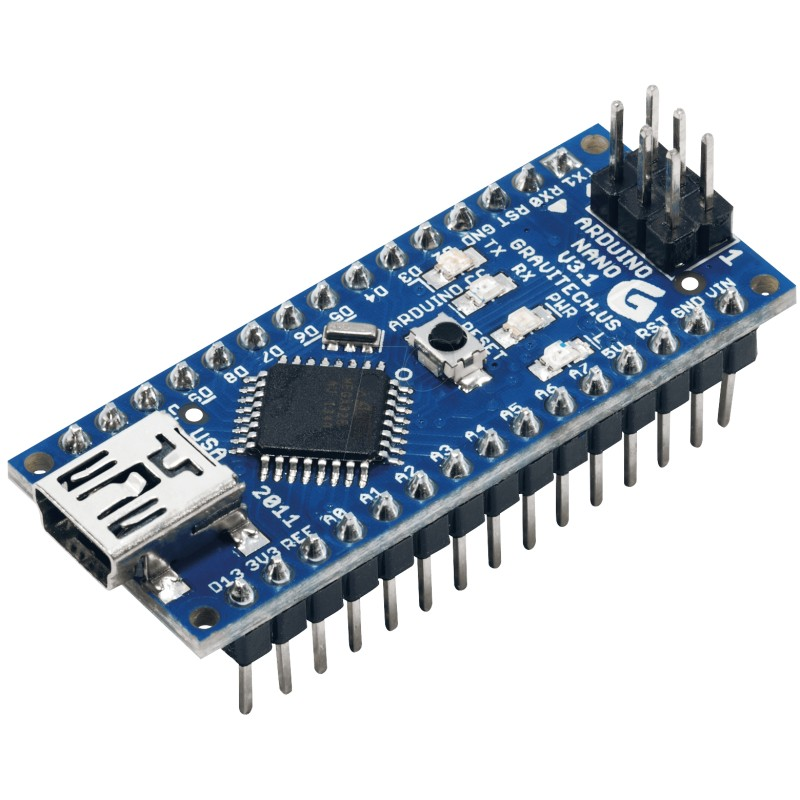 TX1
RX0
RST
GND
D3
D4
D5
D6
D7
D8
D9
TX
RX
PWR
L
ARDUINO.CC
GRAVITECH.US
ARDUINO
NANO
V3.1
G
1
RESET
USA
2011
D13
3V3
REF
A0
A1
A2
A3
A4
A5
A6
A7
5V
RST
GND
VIN